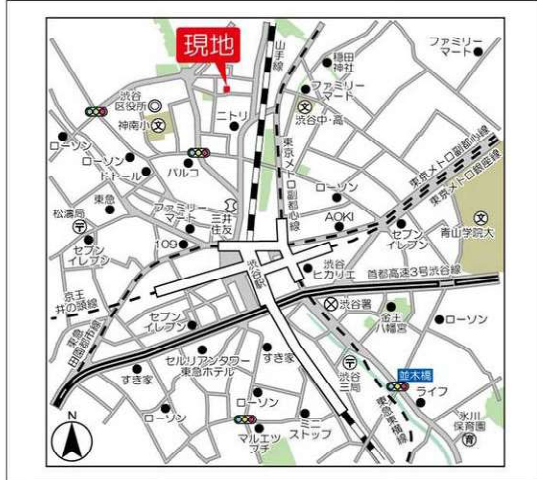 現地
山手線
穏田
神社
ファミリー
マート
渋谷
区役所
ファミリー
マート
神南小
ニトリ
渋谷中・高
ローソン
ローソン
ドトール
パルコ
東京メトロ副都心線
東京メトロ副都心線
東京メトロ銀座線
ローソン
東急
松濤局
ファミリー
マート
三井
住友
AOKI
セブン
イレブン
青山学院大
セブン
イレブン
109
渋谷駅
渋谷
ヒカリエ
首都高速3号渋谷線
京王
井の頭線
東急
田園都市線
セブン
イレブン
渋谷署
金王
八幡宮
ローソン
セルリアンタワー
東急ホテル
すき家
すき家
渋谷
三局
並木橋
ライフ
東急東横線
ローソン
ローソン
マルエツ
プチ
ミニ
ストップ
氷川
保育園
N